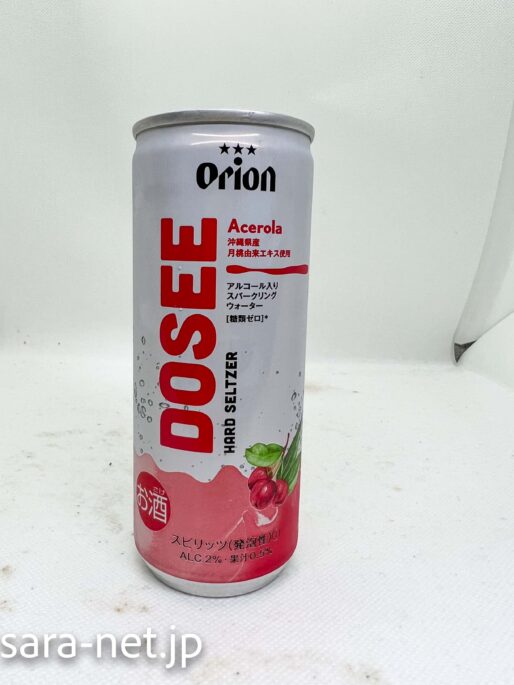 ★★★
Orion
DOSEE
HARD SELTZER
Acerola
沖縄県産
月桃由来エキス使用
アルコール入り
スパークリング
ウォーター
[糖類ゼロ]*
お酒
スピリッツ(発泡性)①
ALC.2%・果汁0.5%
sara-net.jp